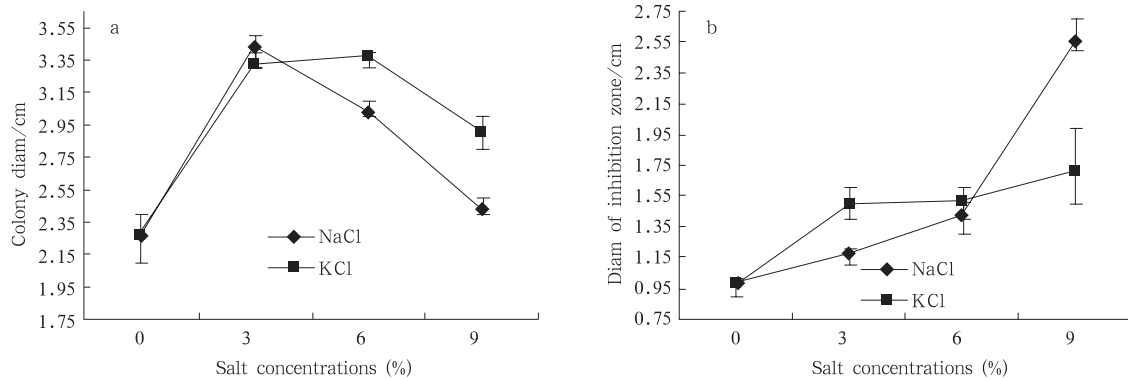 a
3.55
3.35
3.15
2.95
2.75
2.55
2.35
2.15
1.95
1.75
Colony diam/cm
NaCl
KCl
0 3 6 9
Salt concentrations (%)
b
2.75
2.55
2.35
2.15
1.95
1.75
1.55
1.35
1.15
0.95
0.75
Diam of inhibition zone/cm
NaCl
KCl
0 3 6 9
Salt concentrations (%)